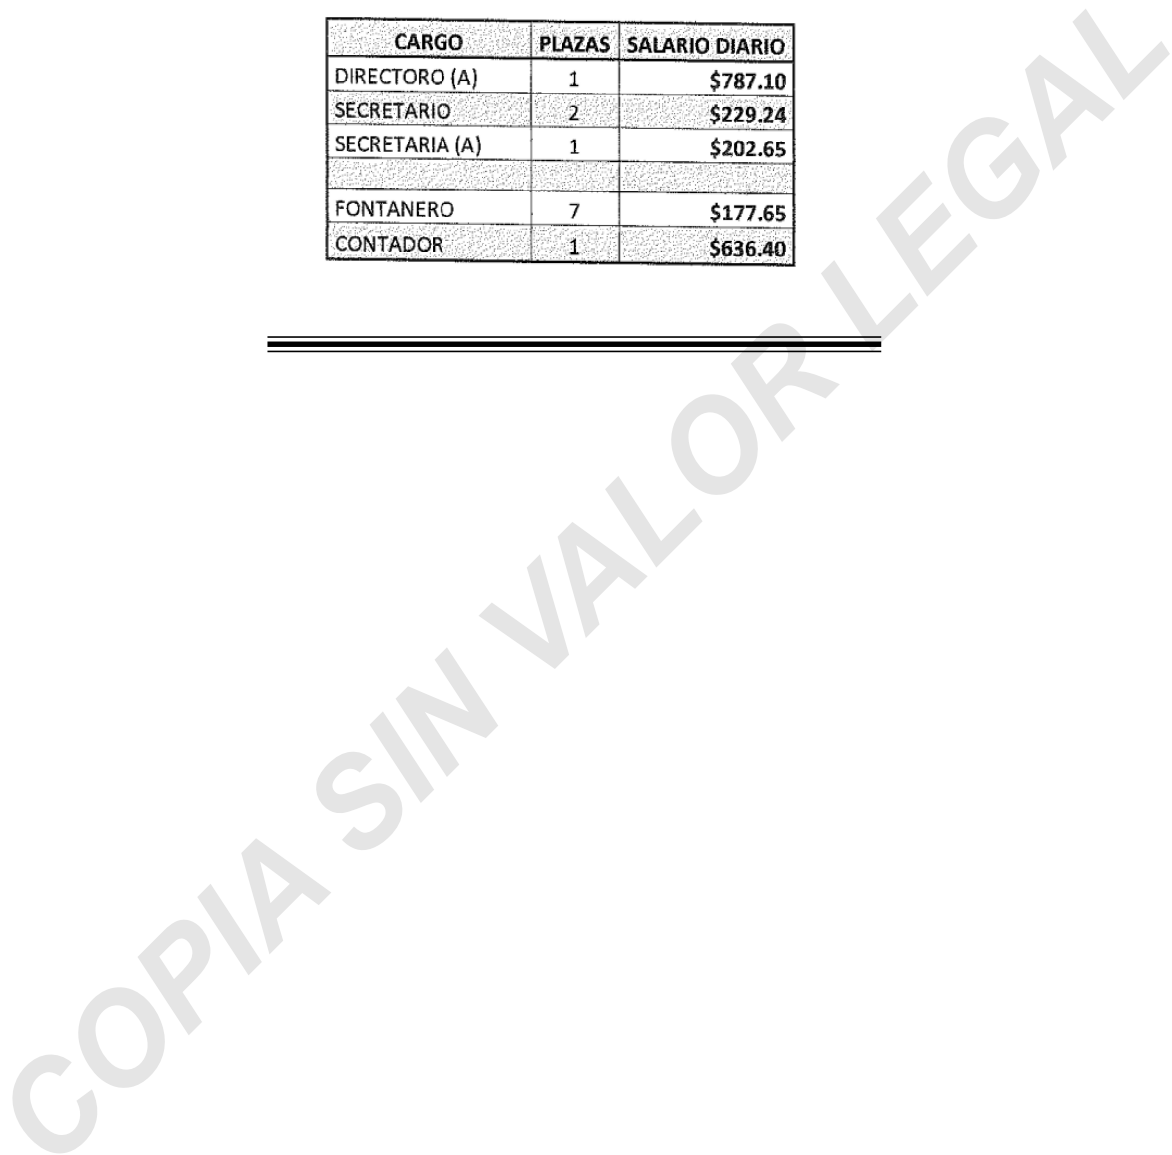 CARGO PLAZAS SALARIO DIARIO
DIRECTORO (A) 1 $787.10
SECRETARIO 2 $229.24
SECRETARIA (A) 1 $202.65
FONTANERO 7 $177.65
CONTADOR 1 $636.40
COPIA SIN VALOR LEGAL